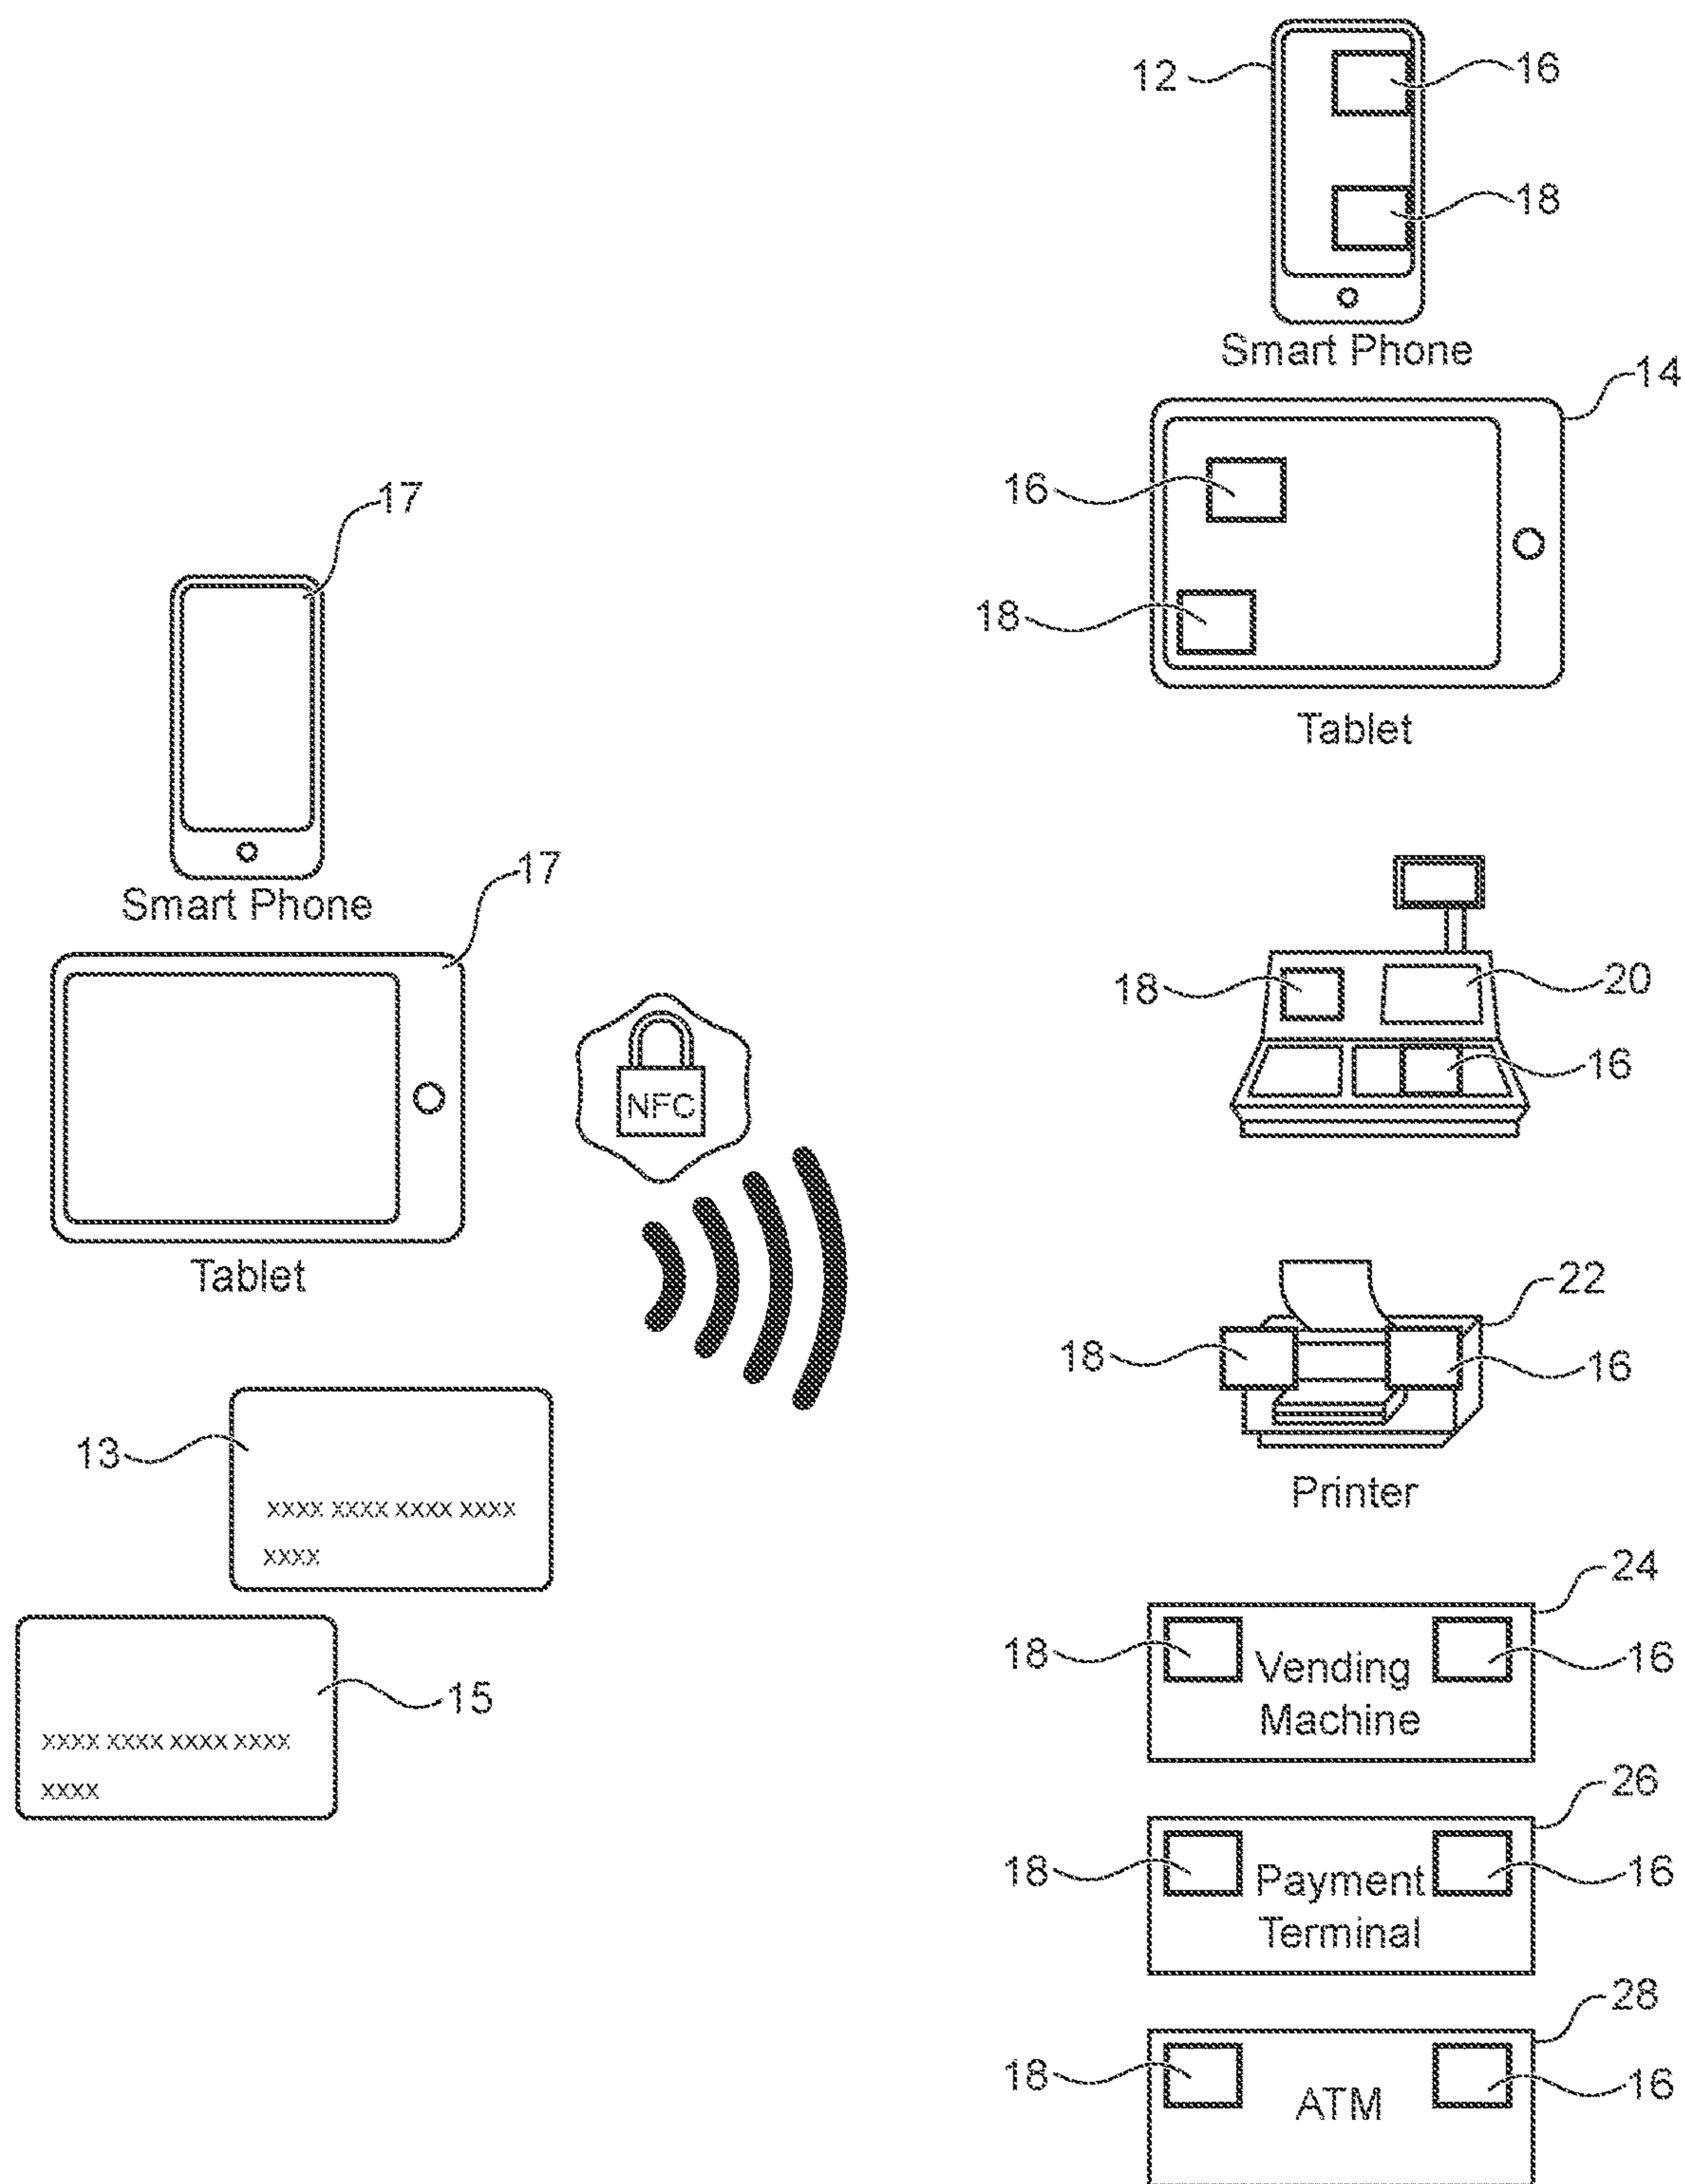 12
16
18
Smart Phone
14
16
18
Tablet
17
Smart Phone
17
Tablet
NFC
13
XXXX XXXX XXXX XXXX
XXXX
15
XXXX XXXX XXXX XXXX
XXXX
18
20
16
22
18
16
Printer
24
18
16
Vending
Machine
26
18
16
Payment
Terminal
28
18
16
ATM